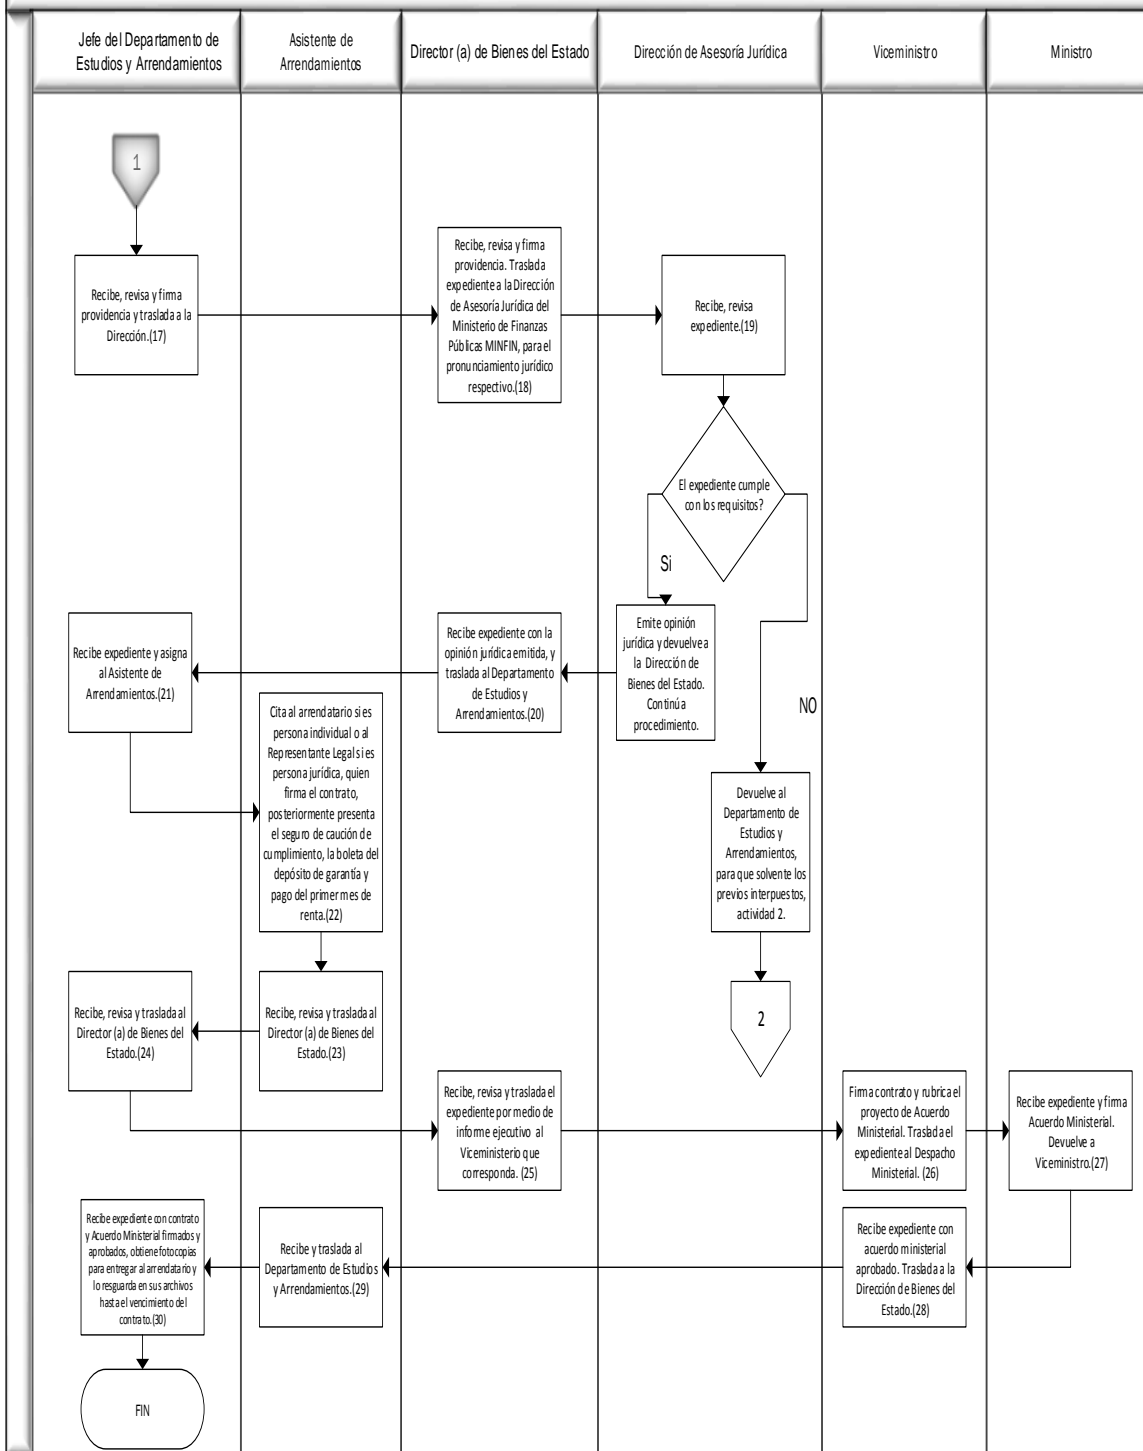 Jefe del Departamento de
Estudios y Arrendamientos
Asistente de
Arrendamientos
Director (a) de Bienes del Estado
Dirección de Asesoría Jurídica
Viceministro
Ministro
1
Recibe, revisa y firma
providencia y traslada a la
Dirección.(17)
Recibe, revisa y firma
providencia. Traslada
expediente a la Dirección
de Asesoría Jurídica del
Ministerio de Finanzas
Públicas MINFIN, para el
pronunciamiento jurídico
respectivo.(18)
Recibe, revisa
expediente.(19)
El expediente cumple
con los requisitos?
Si
NO
Emite opinión
jurídica y devuelve a
la Dirección de
Bienes del Estado.
Continúa
procedimiento.
Recibe expediente con la
opinión jurídica emitida, y
traslada al Departamento
de Estudios y
Arrendamientos.(20)
Recibe expediente y asigna
al Asistente de
Arrendamientos.(21)
Cita al arrendatario si es
persona individual o al
Representante Legal si es
persona jurídica, quien
firma el contrato,
posteriormente presenta
el seguro de caución de
cumplimiento, la boleta del
depósito de garantía y
pago del primer mes de
renta.(22)
Devuelve al
Departamento de
Estudios y
Arrendamientos,
para que solvente los
previos interpuestos,
actividad 2.
2
Recibe, revisa y traslada al
Director (a) de Bienes del
Estado.(23)
Recibe, revisa y traslada al
Director (a) de Bienes del
Estado.(24)
Recibe, revisa y traslada el
expediente por medio de
informe ejecutivo al
Viceministerio que
corresponda. (25)
Firma contrato y rubrica el
proyecto de Acuerdo
Ministerial. Traslada el
expediente al Despacho
Ministerial. (26)
Recibe expediente y firma
Acuerdo Ministerial.
Devuelve a
Viceministro.(27)
Recibe expediente con
acuerdo ministerial
aprobado. Traslada a la
Dirección de Bienes del
Estado.(28)
Recibe y traslada al
Departamento de Estudios
y Arrendamientos.(29)
Recibe expediente con contrato
y Acuerdo Ministerial firmados y
aprobados, obtiene fotocopias
para entregar al arrendatario y
lo resguarda en sus archivos
hasta el vencimiento del
contrato.(30)
FIN